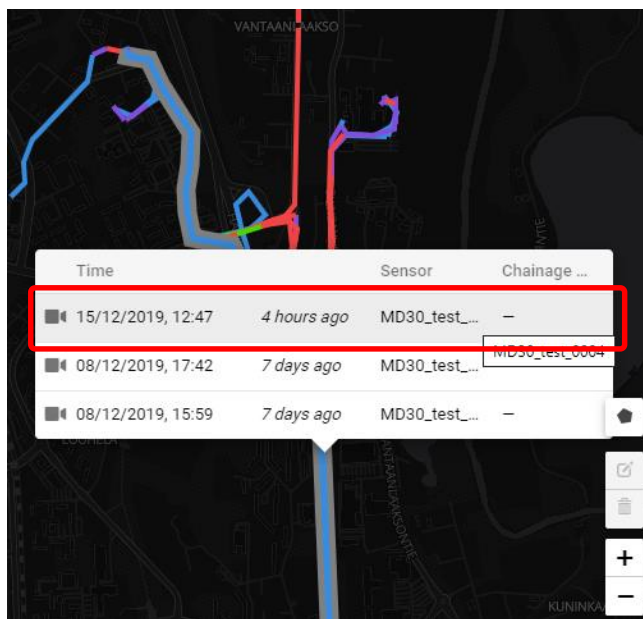 VANTAANLAAKSO
Time Sensor Chainage ...
15/12/2019, 12:47 4 hours ago MD30_test_... –
MD30_test_0004
08/12/2019, 17:42 7 days ago MD30_test_...
08/12/2019, 15:59 7 days ago MD30_test_... –
VANTAANLAAKSONTIE
+
–